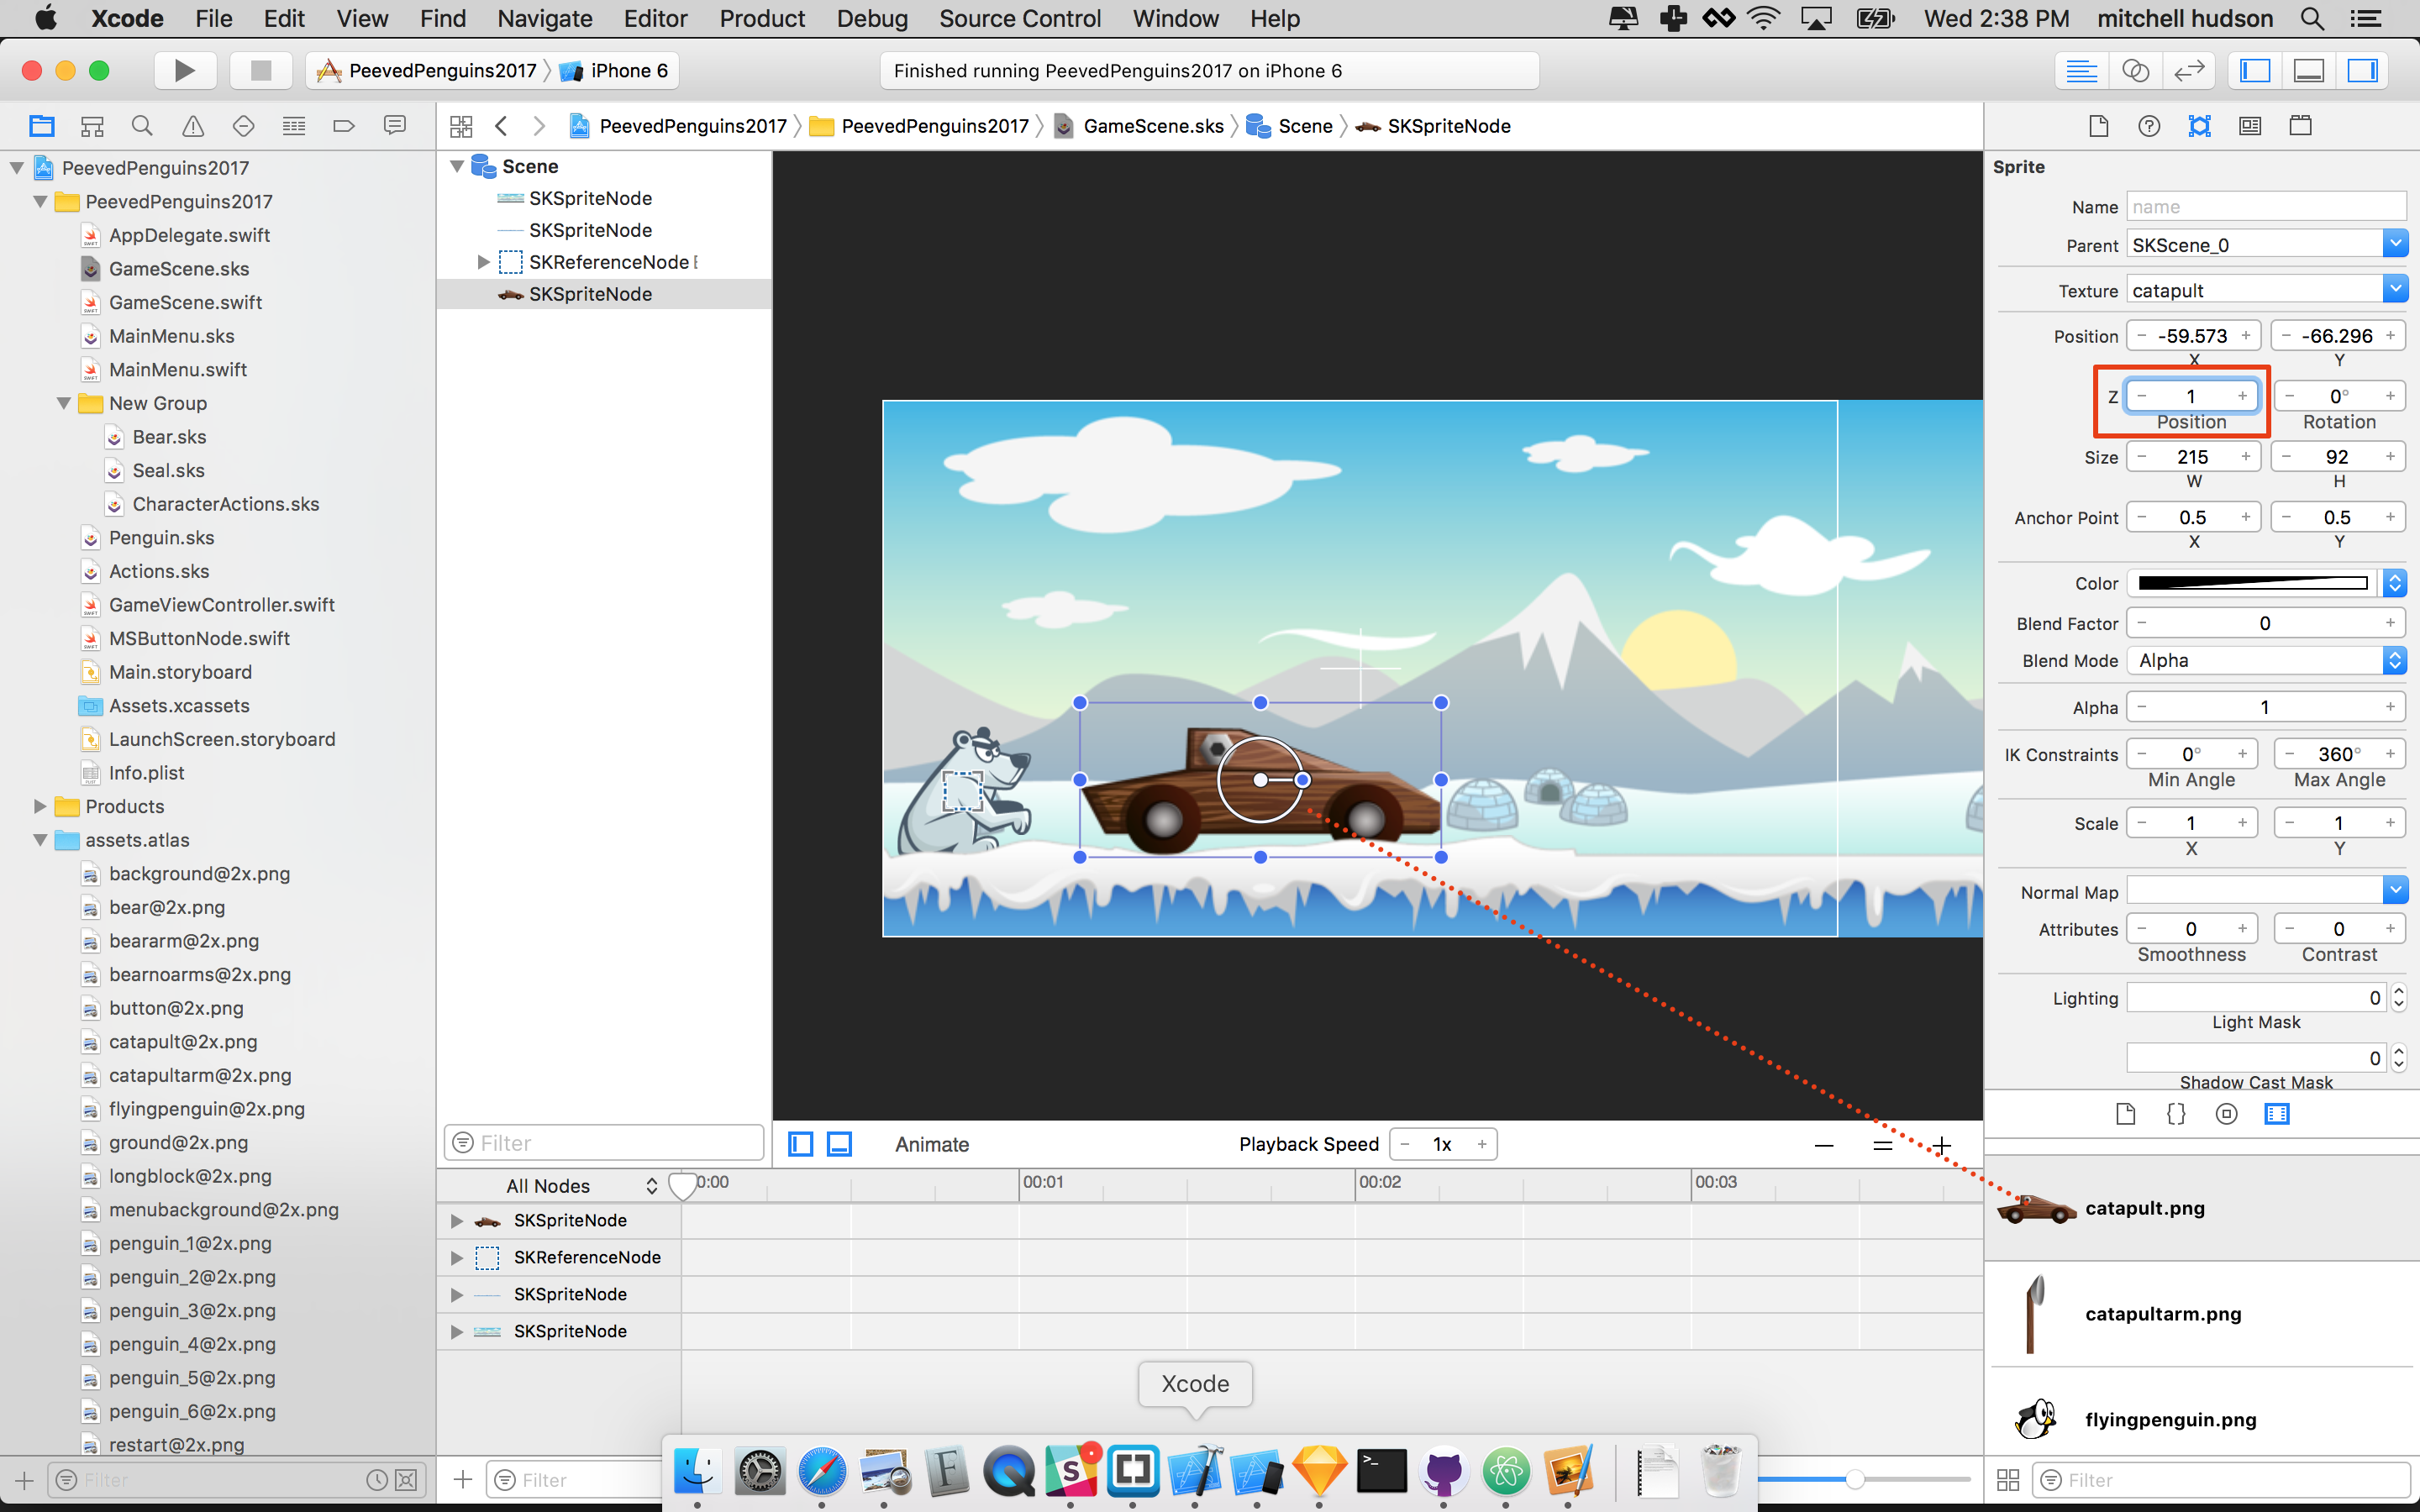 Xcode File Edit View Find Navigate Editor Product Debug Source Control Window Help Wed 2:38 PM mitchell hudson
PeevedPenguins2017 iPhone 6 Finished running PeevedPenguins2017 on iPhone 6
PeevedPenguins2017 PeevedPenguins2017 GameScene.sks Scene SKSpriteNode
PeevedPenguins2017
PeevedPenguins2017
AppDelegate.swift
GameScene.sks
GameScene.swift
MainMenu.sks
MainMenu.swift
New Group
Bear.sks
Seal.sks
CharacterActions.sks
Penguin.sks
Actions.sks
GameViewController.swift
MSButtonNode.swift
Main.storyboard
Assets.xcassets
LaunchScreen.storyboard
Info.plist
Products
assets.atlas
background@2x.png
bear@2x.png
beararm@2x.png
bearnoarms@2x.png
button@2x.png
catapult@2x.png
catapultarm@2x.png
flyingpenguin@2x.png
ground@2x.png
longblock@2x.png
menubackground@2x.png
penguin_1@2x.png
penguin_2@2x.png
penguin_3@2x.png
penguin_4@2x.png
penguin_5@2x.png
penguin_6@2x.png
restart@2x.png
Filter
Scene
SKSpriteNode
SKSpriteNode
SKReferenceNode
SKSpriteNode
Filter
Animate Playback Speed - 1x +
All Nodes 0:00 00:01 00:02 00:03
SKSpriteNode
SKReferenceNode
SKSpriteNode
SKSpriteNode
Filter
Xcode
Sprite
Name name
Parent SKScene_0
Texture catapult
Position - -59.573 + - -66.296 +
X Y
Z - 1 + - 0° +
Position Rotation
Size - 215 + - 92 +
W H
Anchor Point - 0.5 + - 0.5 +
X Y
Color
Blend Factor - 0 +
Blend Mode Alpha
Alpha - 1 +
IK Constraints - 0° + - 360° +
Min Angle Max Angle
Scale - 1 + - 1 +
X Y
Normal Map
Attributes - 0 + - 0 +
Smoothness Contrast
Lighting 0
Light Mask
0
Shadow Cast Mask
catapult.png
catapultarm.png
flyingpenguin.png
Filter